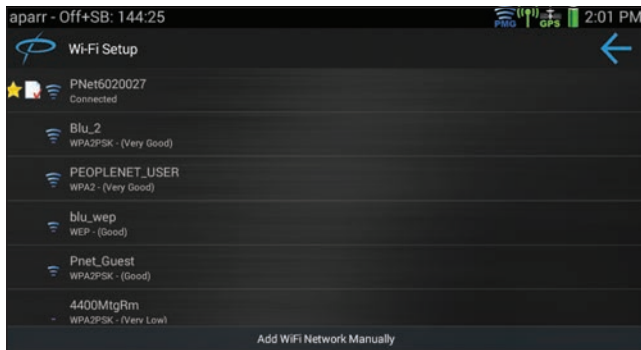 aparr - Off+SB: 144:25
PMG GPS 2:01 PM
Wi-Fi Setup
PNet6020027
Connected
Blu_2
WPA2PSK - (Very Good)
PEOPLENET_USER
WPA2 - (Very Good)
blu_wep
WEP - (Good)
Pnet_Guest
WPA2PSK - (Good)
4400MtgRm
WPA2PSK - (Very Low)
Add WiFi Network Manually